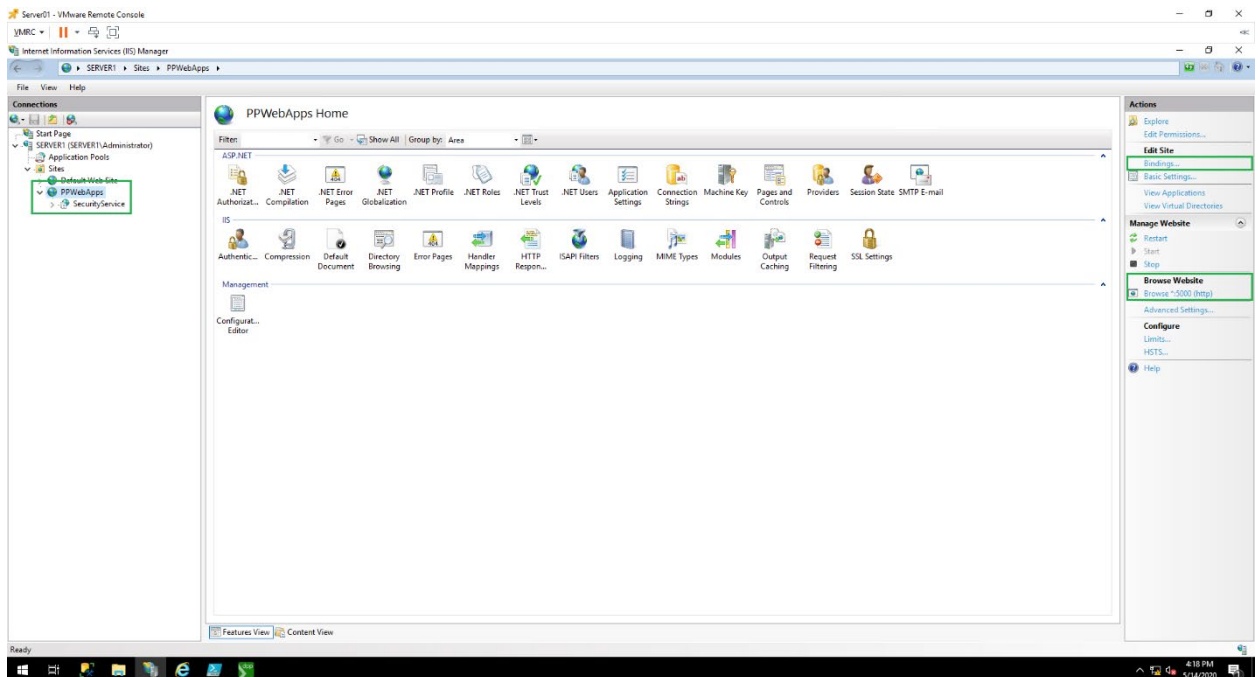 Server01 - VMware Remote Console
VMRC
Internet Information Services (IIS) Manager
SERVER1 Sites PPWebApps
File View Help
Connections
Start Page
SERVER1 (SERVER1\Administrator)
Application Pools
Sites
Default Web Site
PPWebApps
SecurityService
PPWebApps Home
Filter: Go Show All Group by: Area
ASP.NET
.NET Authorizat... .NET Compilation .NET Error Pages .NET Globalization .NET Profile .NET Roles .NET Trust Levels .NET Users Application Settings Connection Strings Machine Key Pages and Controls Providers Session State SMTP E-mail
IIS
Authentic... Compression Default Document Directory Browsing Error Pages Handler Mappings HTTP Respon... ISAPI Filters Logging MIME Types Modules Output Caching Request Filtering SSL Settings
Management
Configurat... Editor
Features View Content View
Ready
Actions
Explore
Edit Permissions...
Edit Site
Bindings...
Basic Settings...
View Applications
View Virtual Directories
Manage Website
Restart
Start
Stop
Browse Website
Browse *:5000 (http)
Advanced Settings...
Configure
Limits...
HSTS...
Help
4:18 PM
5/14/2020